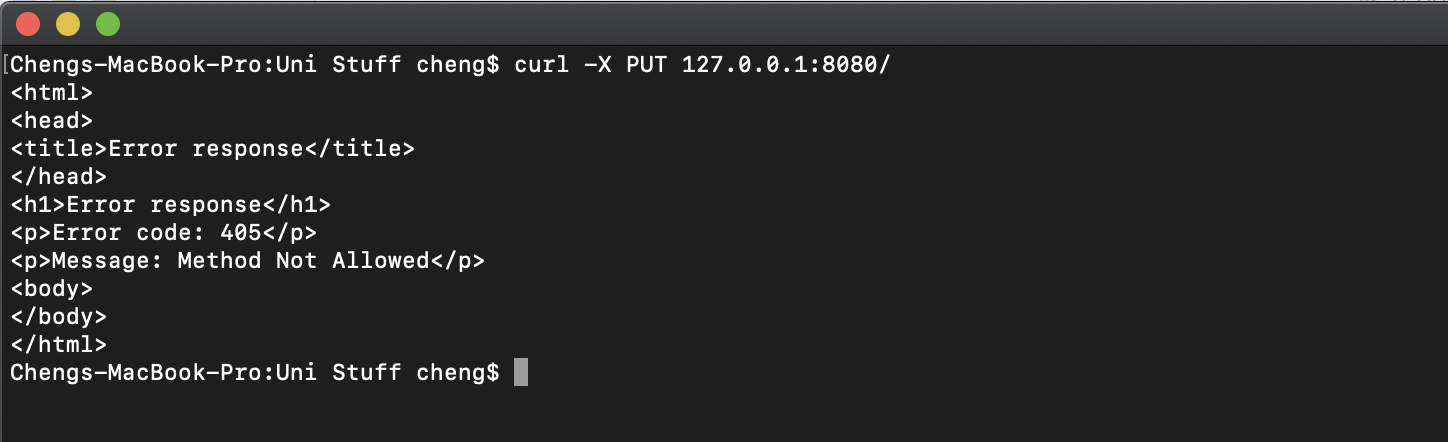 [Chengs-MacBook-Pro:Uni Stuff cheng$ curl -X PUT 127.0.0.1:8080/
<html>
<head>
<title>Error response</title>
</head>
<h1>Error response</h1>
<p>Error code: 405</p>
<p>Message: Method Not Allowed</p>
<body>
</body>
</html>
Chengs-MacBook-Pro:Uni Stuff cheng$